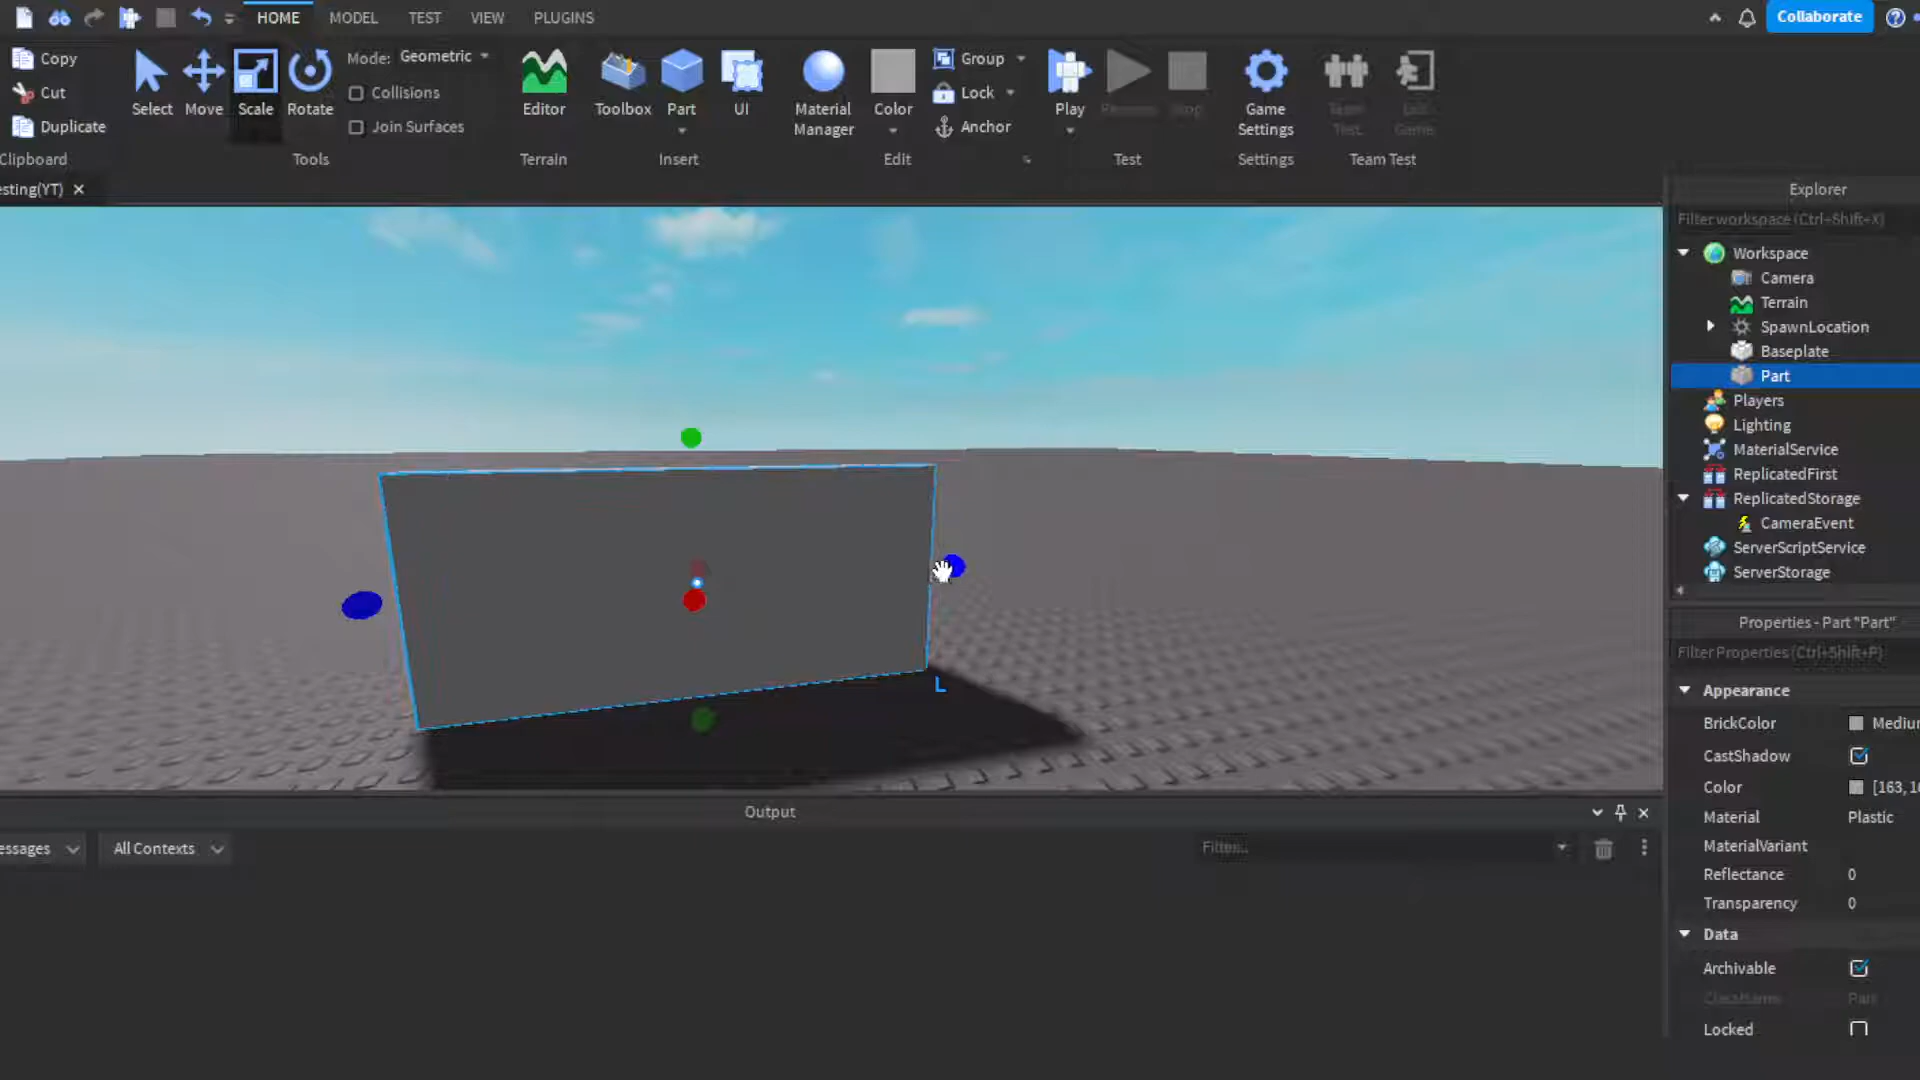 HOME MODEL TEST VIEW PLUGINS
Collaborate
Copy
Cut
Duplicate
Clipboard
Select Move Scale Rotate
Mode: Geometric
Collisions
Join Surfaces
Tools
Editor
Terrain
Toolbox Part UI
Insert
Material Manager
Color
Group
Lock
Anchor
Edit
Play
Test
Game Settings
Settings
Team Test
Team Test
esting(YT)
Explorer
Filter workspace (Ctrl+Shift+X)
Workspace
Camera
Terrain
SpawnLocation
Baseplate
Part
Players
Lighting
MaterialService
ReplicatedFirst
ReplicatedStorage
CameraEvent
ServerScriptService
ServerStorage
L
Properties - Part "Part"
Filter Properties (Ctrl+Shift+P)
Appearance
BrickColor Mediu
CastShadow
Color [163, 16
Material Plastic
MaterialVariant
Reflectance 0
Transparency 0
Data
Archivable
ClassName Part
Locked
Output
essages All Contexts
Filter...